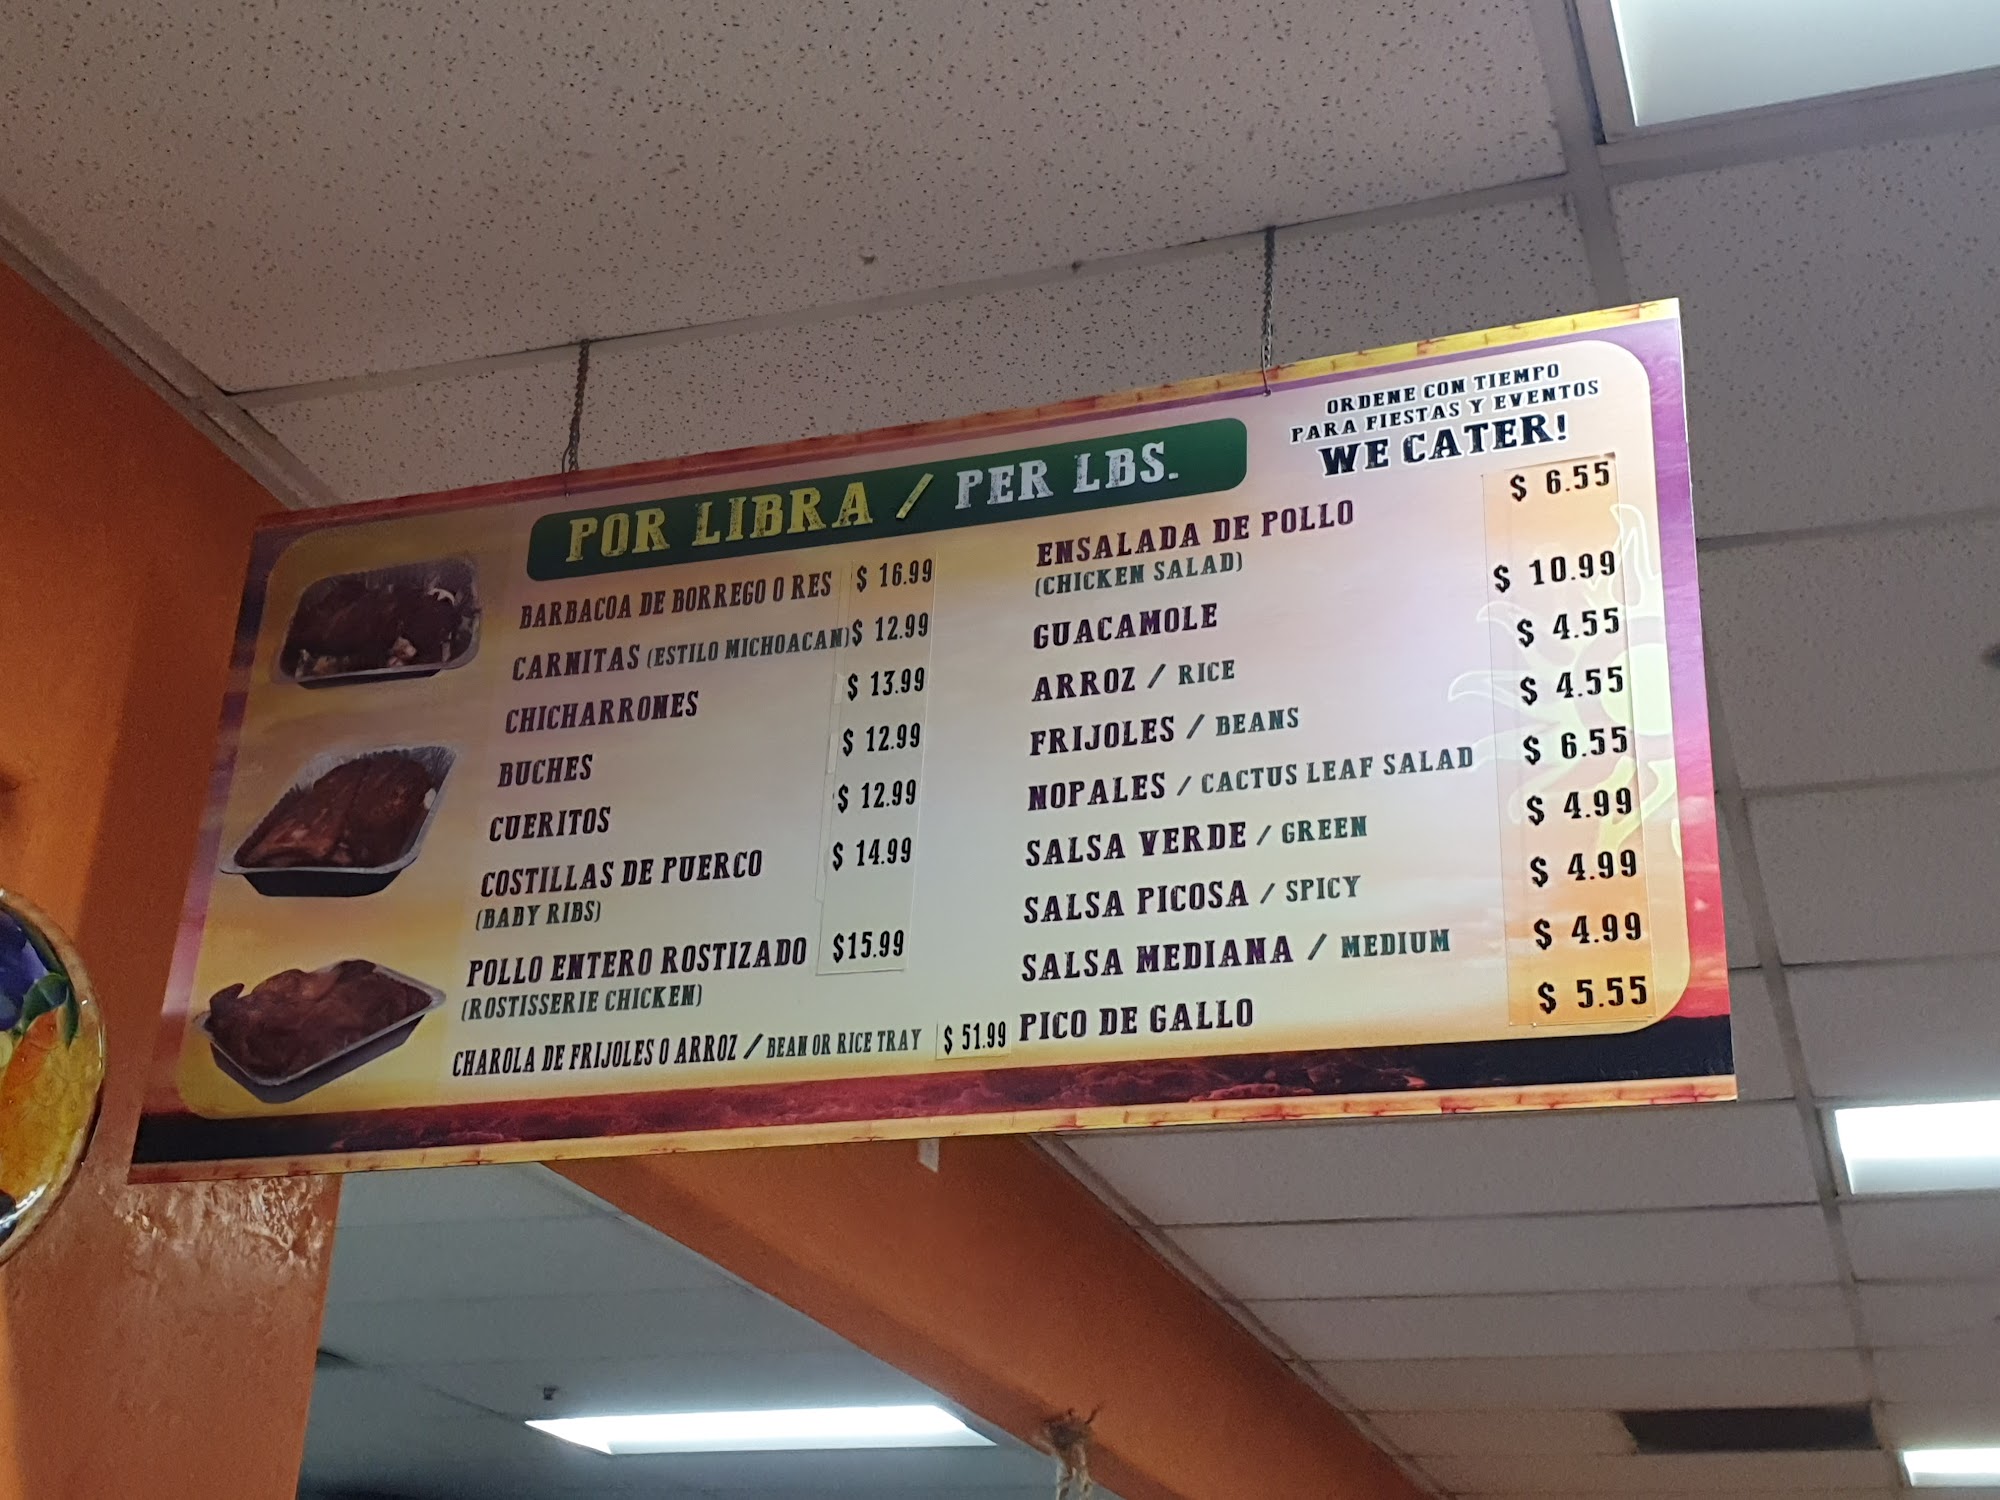 POR LIBRA / PER LBS.
ORDENE CON TIEMPO
PARA FIESTAS Y EVENTOS
WE CATER!
BARBACOA DE BORREGO O RES $ 16.99
CARNITAS (ESTILO MICHOACAN) $ 12.99
CHICHARRONES $ 13.99
BUCHES $ 12.99
CUERITOS $ 12.99
COSTILLAS DE PUERCO $ 14.99
(BABY RIBS)
POLLO ENTERO ROSTIZADO $15.99
(ROSTISSERIE CHICKEN)
CHAROLA DE FRIJOLES O ARROZ / BEAN OR RICE TRAY $ 51.99
ENSALADA DE POLLO $ 6.55
(CHICKEN SALAD)
GUACAMOLE $ 10.99
ARROZ / RICE $ 4.55
FRIJOLES / BEANS $ 4.55
NOPALES / CACTUS LEAF SALAD $ 6.55
SALSA VERDE / GREEN $ 4.99
SALSA PICOSA / SPICY $ 4.99
SALSA MEDIANA / MEDIUM $ 4.99
PICO DE GALLO $ 5.55